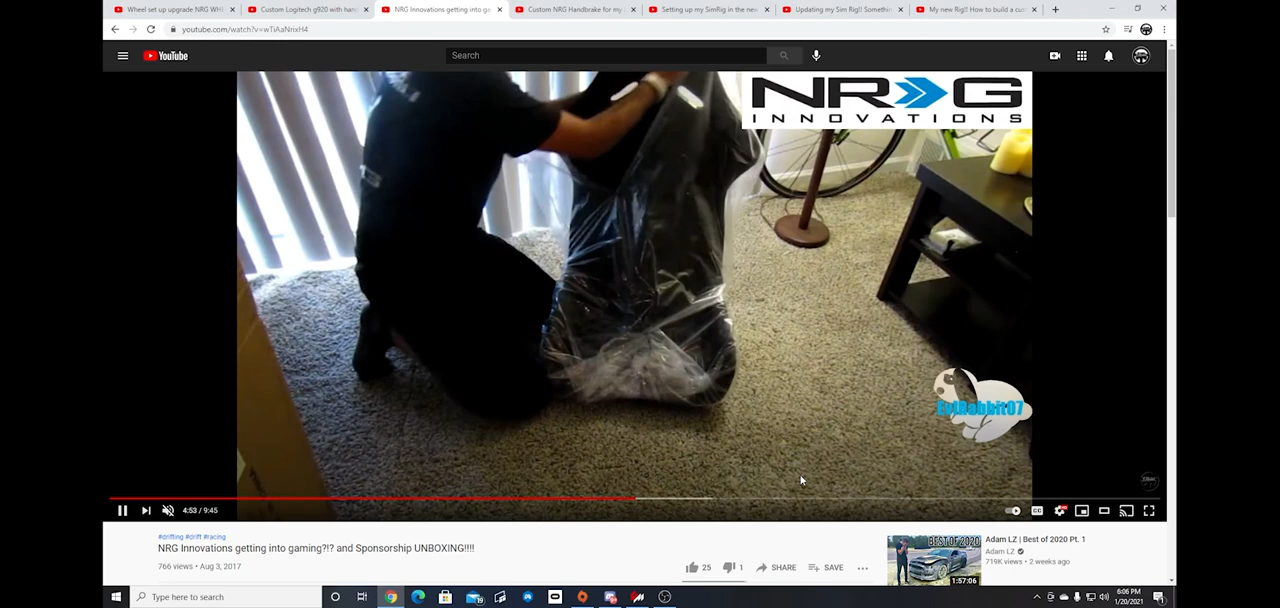 Wheel set up upgrade NRG WHE
Custom Logitech g920 with hand
NRG Innovations getting into ga
Custom NRG Handbrake for my
Setting up my SimRig in the new
Updating my Sim Rig!! Somethin
My new Rig!! How to build a cus
youtube.com/watch?v=wTiAaNnxH4
YouTube
Search
NRG
INNOVATIONS
EvlRabbit07
4:53 / 9:45
CC
#drifting #drift #racing
NRG Innovations getting into gaming?!? and Sponsorship UNBOXING!!!!
766 views • Aug 3, 2017
25
1
SHARE
SAVE
BEST OF 2020
1:57:06
Adam LZ | Best of 2020 Pt. 1
Adam LZ
719K views • 2 weeks ago
Type here to search
6:06 PM
1/20/2021